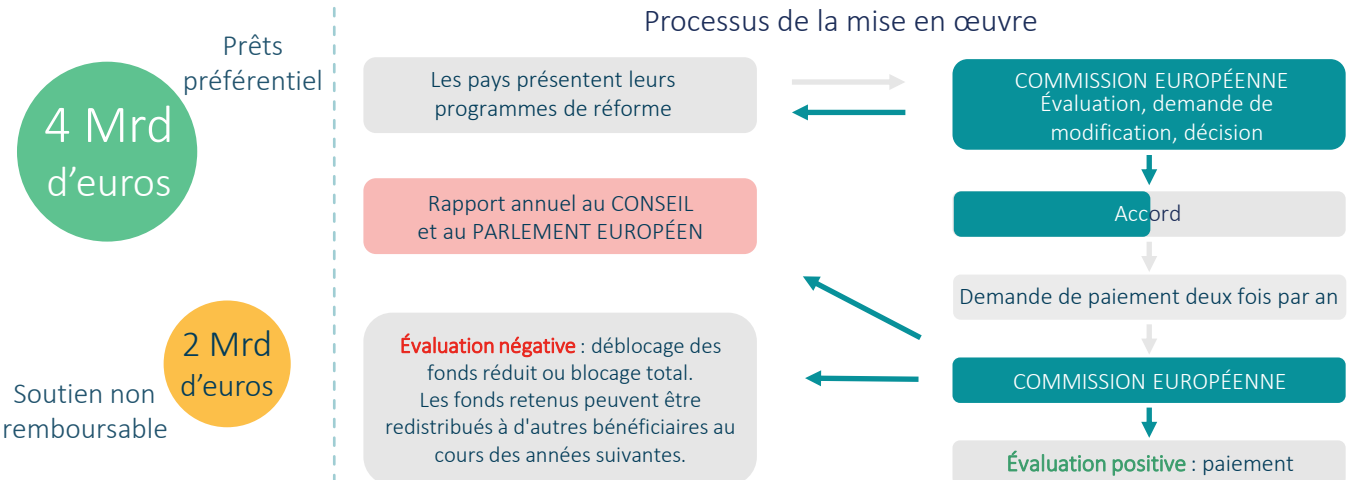 Processus de la mise en œuvre
Prêts
préférentiel
4 Mrd
d’euros
2 Mrd
d’euros
Soutien non
remboursable
Les pays présentent leurs
programmes de réforme
COMMISSION EUROPÉENNE
Évaluation, demande de
modification, décision
Accord
Demande de paiement deux fois par an
COMMISSION EUROPÉENNE
Rapport annuel au CONSEIL
et au PARLEMENT EUROPÉEN
Évaluation négative : déblocage des
fonds réduit ou blocage total.
Les fonds retenus peuvent être
redistribués à d'autres bénéficiaires au
cours des années suivantes.
Évaluation positive : paiement